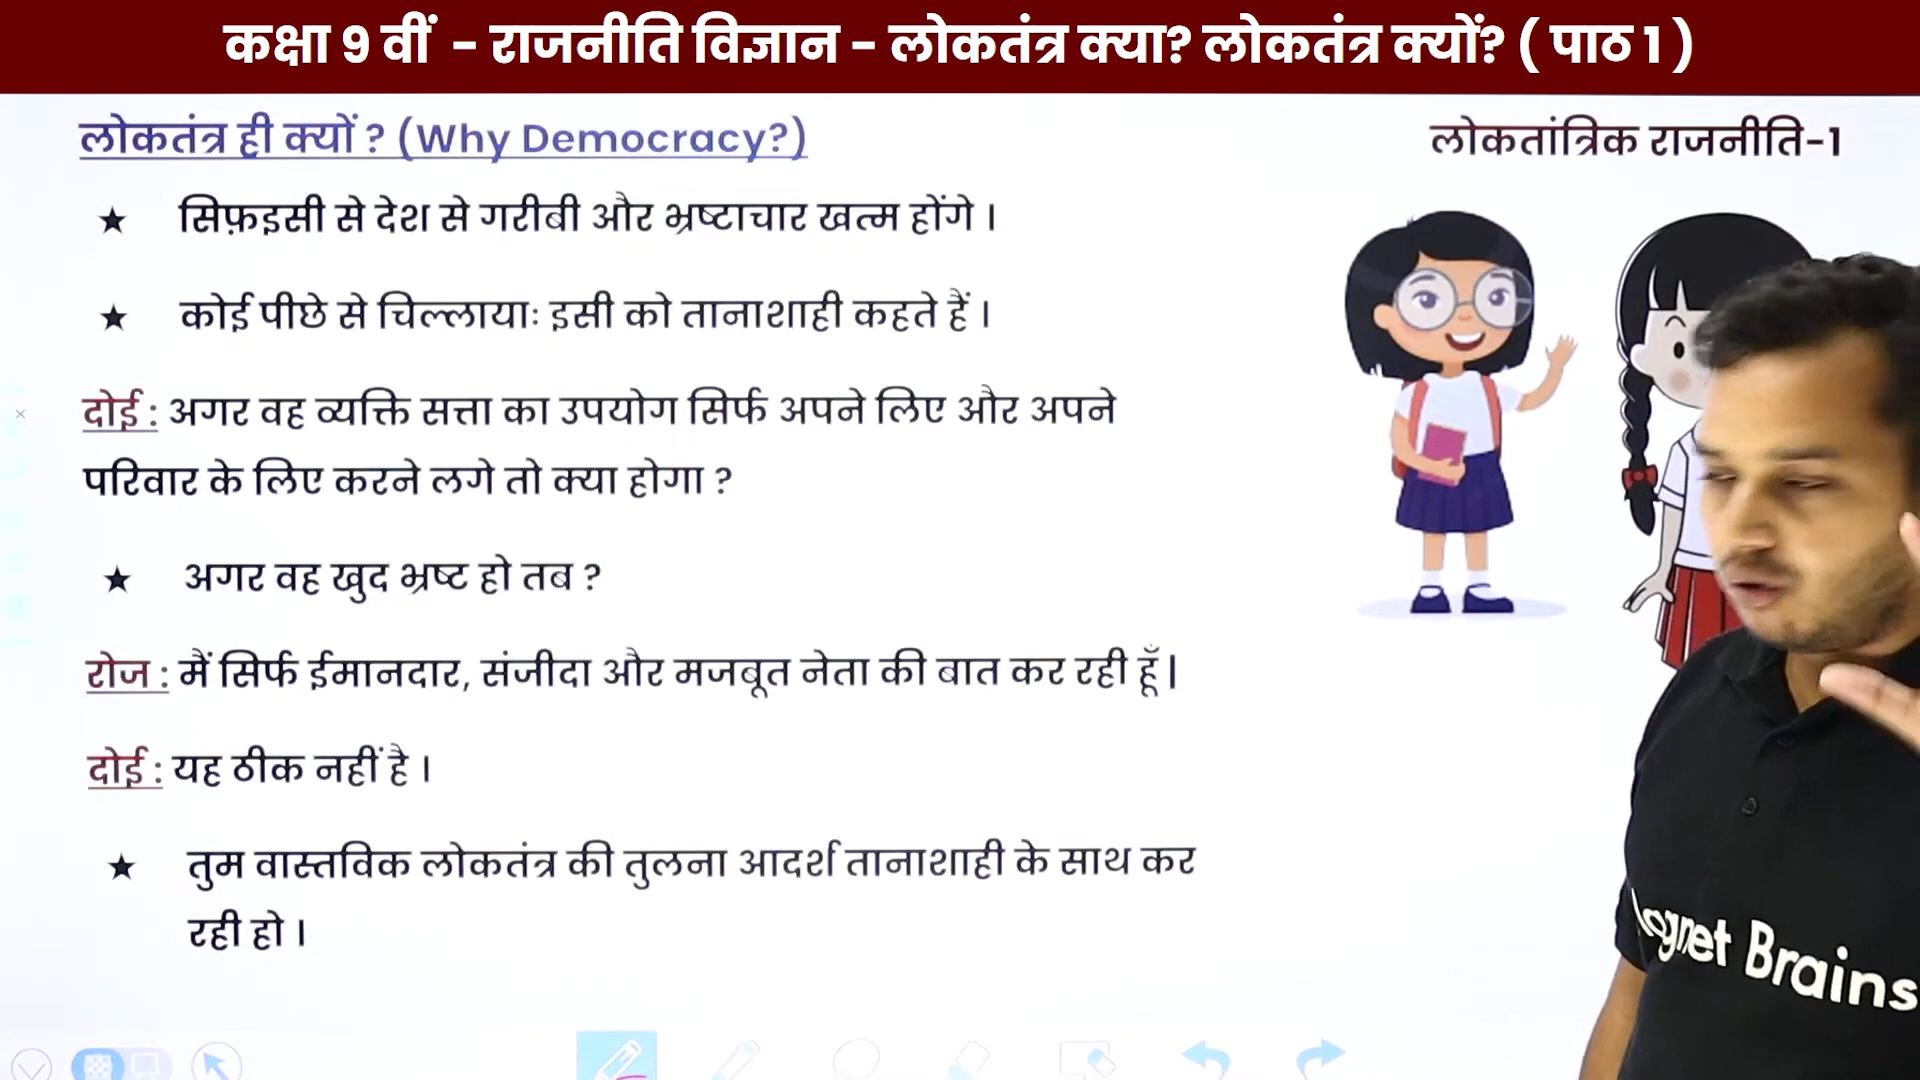 कक्षा 9 वीं - राजनीति विज्ञान - लोकतंत्र क्या? लोकतंत्र क्यों? ( पाठ 1 )
लोकतंत्र ही क्यों ? (Why Democracy?)
लोकतांत्रिक राजनीति-1
★ सिफ़इसी से देश से गरीबी और भ्रष्टाचार खत्म होंगे ।
★ कोई पीछे से चिल्लायाः इसी को तानाशाही कहते हैं ।
दोई : अगर वह व्यक्ति सत्ता का उपयोग सिर्फ अपने लिए और अपने
परिवार के लिए करने लगे तो क्या होगा ?
★ अगर वह खुद भ्रष्ट हो तब ?
रोज : मैं सिर्फ ईमानदार, संजीदा और मजबूत नेता की बात कर रही हूँ |
दोई : यह ठीक नहीं है ।
★ तुम वास्तविक लोकतंत्र की तुलना आदर्श तानाशाही के साथ कर
रही हो ।
Brains